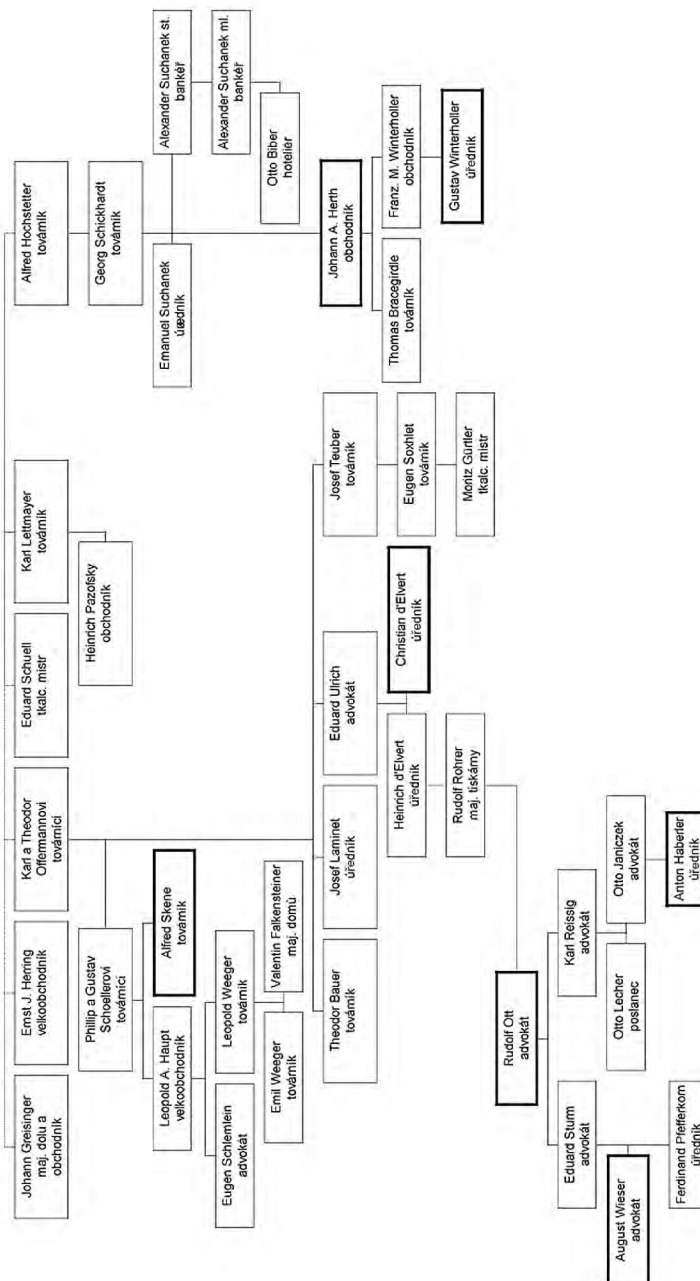 Johann Greisinger
maj. dolu a
obchodník
Ernst J. Herring
velkoobchodník
Karl a Theodor
Offermannovi
továrníci
Eduard Schuell
tkalc. mistr
Karl Lettmayer
továrník
Alfred Hochstetter
továrník
Phillip a Gustav
Schoellerovi
továrníci
Heinrich Pazofsky
obchodník
Georg Schickhardt
továrník
Leopold A. Haupt
velkoobchodník
Alfred Skene
továrník
Emanuel Suchanek
úředník
Alexander Suchanek st.
bankéř
Eugen Schlemlein
advokát
Leopold Weeger
továrník
Alexander Suchanek ml.
bankéř
Emil Weeger
továrník
Valentin Falkensteiner
maj. domů
Otto Biber
hoteliér
Theodor Bauer
továrník
Josef Laminet
úředník
Eduard Ulrich
advokát
Josef Teuber
továrník
Johann A. Herth
obchodník
Heinrich d'Elvert
úředník
Christian d'Elvert
úředník
Eugen Soxhlet
továrník
Thomas Bracegirdle
továrník
Franz. M. Winterholler
obchodník
Rudolf Rohrer
maj. tiskárny
Moritz Gürtler
tkalc. mistr
Gustav Winterholler
úředník
Rudolf Ott
advokát
Eduard Sturm
advokát
Karl Reissig
advokát
August Wieser
advokát
Otto Lecher
poslanec
Otto Janiczek
advokát
Ferdinand Pfefferkorn
úředník
Anton Haberler
úředník